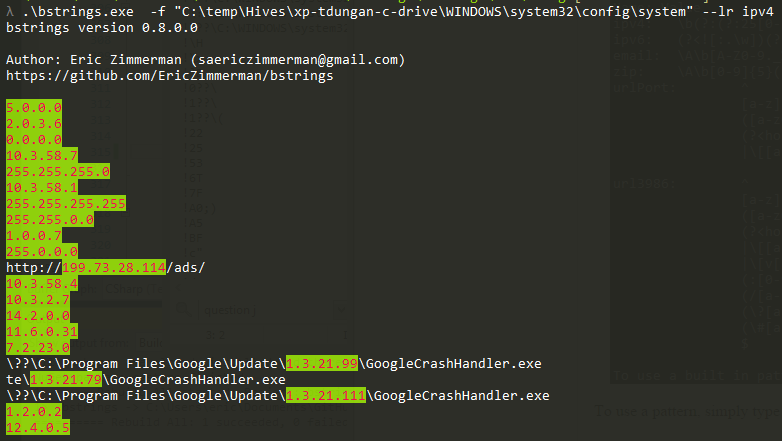 λ .\bstrings.exe  -f "C:\temp\Hives\xp-tdungan-c-drive\WINDOWS\system32\config\system" --lr ipv4
bstrings version 0.8.0.0
Author: Eric Zimmerman (saericzimmerman@gmail.com)
https://github.com/EricZimmerman/bstrings
5.0.0.0
2.0.3.6
0.0.0.0
10.3.58.7
255.255.255.0
10.3.58.1
255.255.255.255
255.255.0.0
1.0.0.7
255.0.0.0
http://199.73.28.114/ads/
10.3.58.4
10.3.2.7
14.2.0.0
11.6.0.31
7.2.23.0
\??\C:\Program Files\Google\Update\1.3.21.99\GoogleCrashHandler.exe
te\1.3.21.79\GoogleCrashHandler.exe
\??\C:\Program Files\Google\Update\1.3.21.111\GoogleCrashHandler.exe
1.2.0.2
12.4.0.5
To use a pattern, simply type